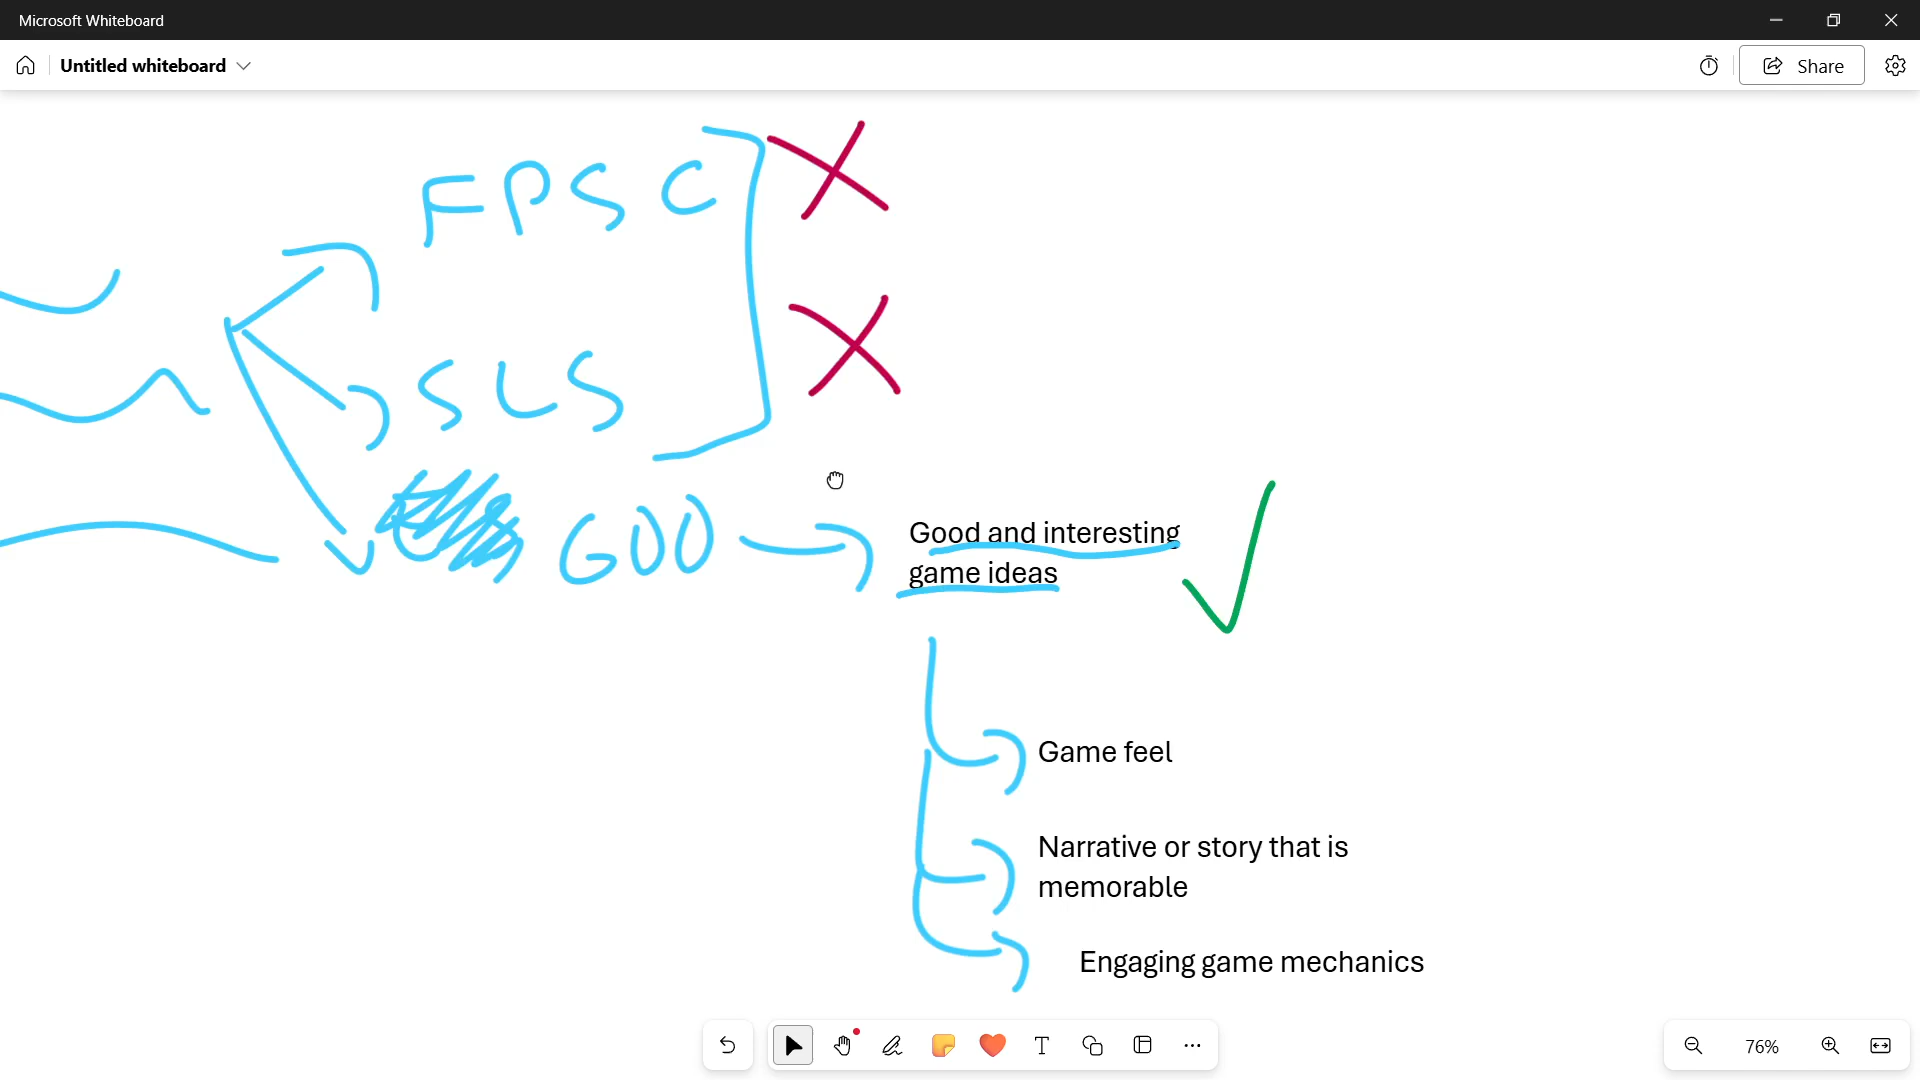 Microsoft Whiteboard
Untitled whiteboard
Share
FPSC
SLS
GOO
Good and interesting
game ideas
Game feel
Narrative or story that is
memorable
Engaging game mechanics
76%